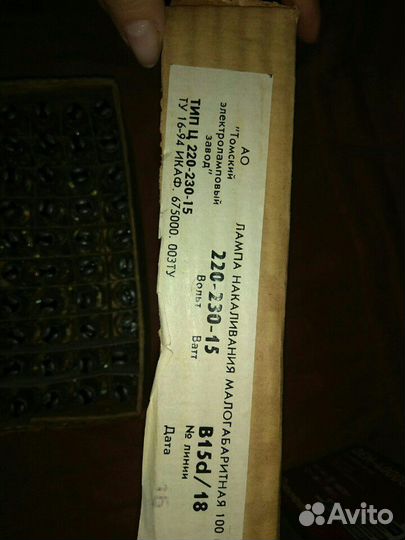 АО
"Томский
электроламповый
завод"
ТИП Ц 220-230-15
ТУ 16-94 ИКАФ. 675000. 003ТУ
ЛАМПА НАКАЛИВАНИЯ МАЛОГАБАРИТНАЯ 100
220-230-15
Вольт Ватт
B15d/18
№ линии
Дата
Avito